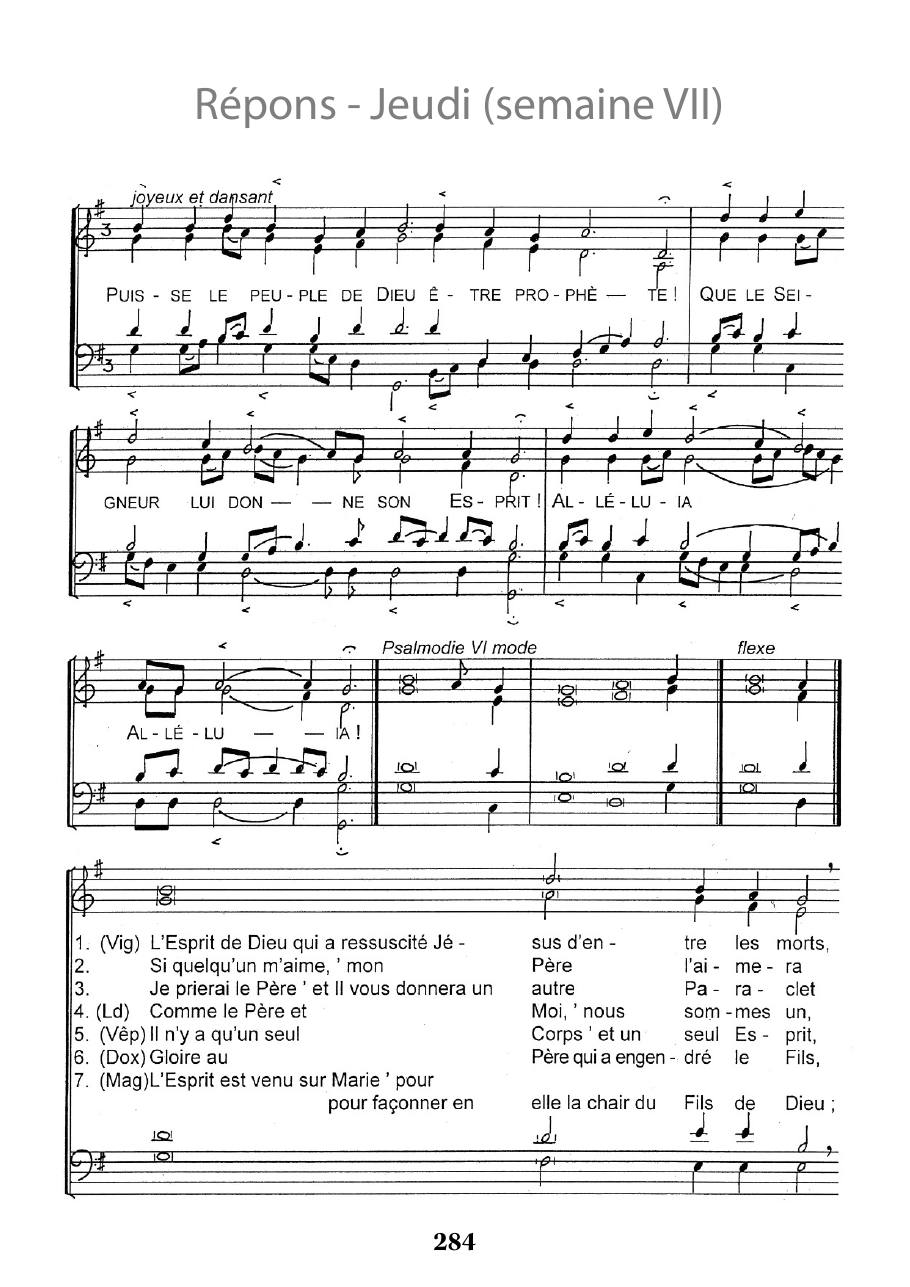 Répons - Jeudi (semaine VII)
joyeux et dansant
3
PUIS - SE LE PEU - PLE DE DIEU Ê - TRE PRO - PHÈ — TE ! QUE LE SEI -
3
GNEUR LUI DON — — NE SON ES - PRIT ! AL - LÉ - LU - IA
Psalmodie VI mode flexe
AL - LÉ - LU — — IA !
1. (Vig) L'Esprit de Dieu qui a ressuscité Jé - sus d'en - tre les morts,
2. Si quelqu'un m'aime, ' mon Père l'ai - me - ra
3. Je prierai le Père ' et Il vous donnera un autre Pa - ra - clet
4. (Ld) Comme le Père et Moi, ' nous som - mes un,
5. (Vêp) Il n'y a qu'un seul Corps ' et un seul Es - prit,
6. (Dox) Gloire au Père qui a engen - dré le Fils,
7. (Mag) L'Esprit est venu sur Marie ' pour
pour façonner en elle la chair du Fils de Dieu ;
284